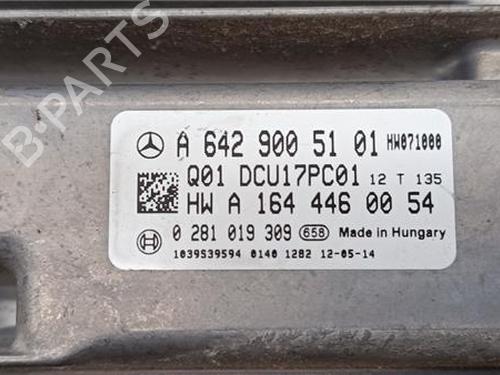 A 642 900 51 01 HW071000
Q01 DCU17PC01 12 T 135
HW A 164 446 00 54
0 281 019 309 658 Made in Hungary
1039S39594 0140 1282 12-05-14
B-PARTS